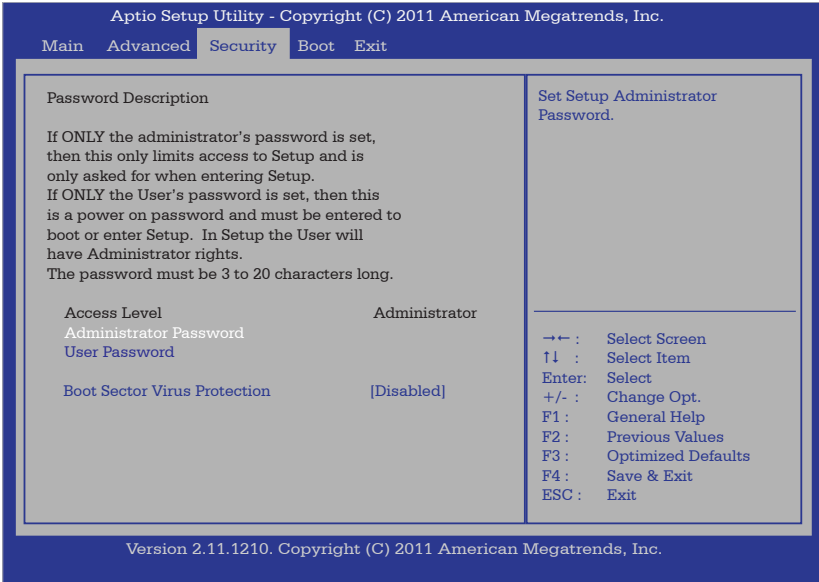 Aptio Setup Utility - Copyright (C) 2011 American Megatrends, Inc.
Main Advanced Security Boot Exit
Password Description
If ONLY the administrator's password is set,
then this only limits access to Setup and is
only asked for when entering Setup.
If ONLY the User's password is set, then this
is a power on password and must be entered to
boot or enter Setup. In Setup the User will
have Administrator rights.
The password must be 3 to 20 characters long.
Access Level Administrator
Administrator Password
User Password
Boot Sector Virus Protection [Disabled]
Set Setup Administrator
Password.
→← : Select Screen
↑↓ : Select Item
Enter: Select
+/- : Change Opt.
F1 : General Help
F2 : Previous Values
F3 : Optimized Defaults
F4 : Save & Exit
ESC : Exit
Version 2.11.1210. Copyright (C) 2011 American Megatrends, Inc.